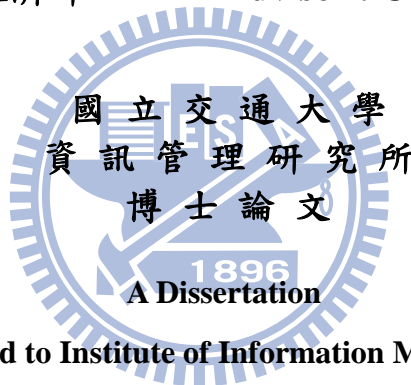 國立交通大學
資訊管理研究所
博士論文
ES
1896
A Dissertation
d to Institute of Information M